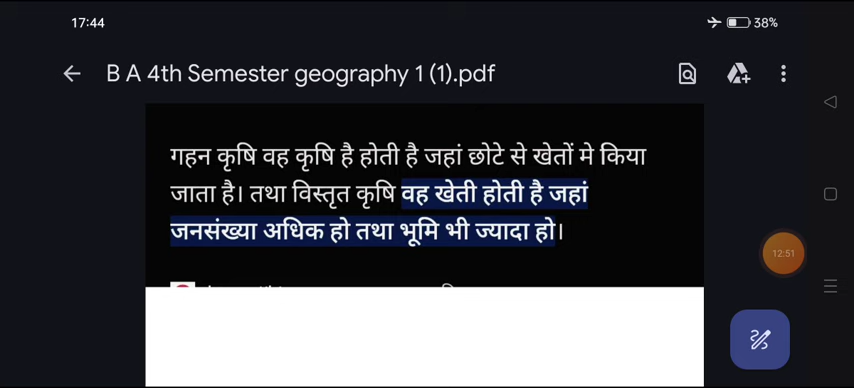 17:44
38%
B A 4th Semester geography 1 (1).pdf
गहन कृषि वह कृषि है होती है जहां छोटे से खेतों मे किया
जाता है। तथा विस्तृत कृषि वह खेती होती है जहां
जनसंख्या अधिक हो तथा भूमि भी ज्यादा हो।
12:51